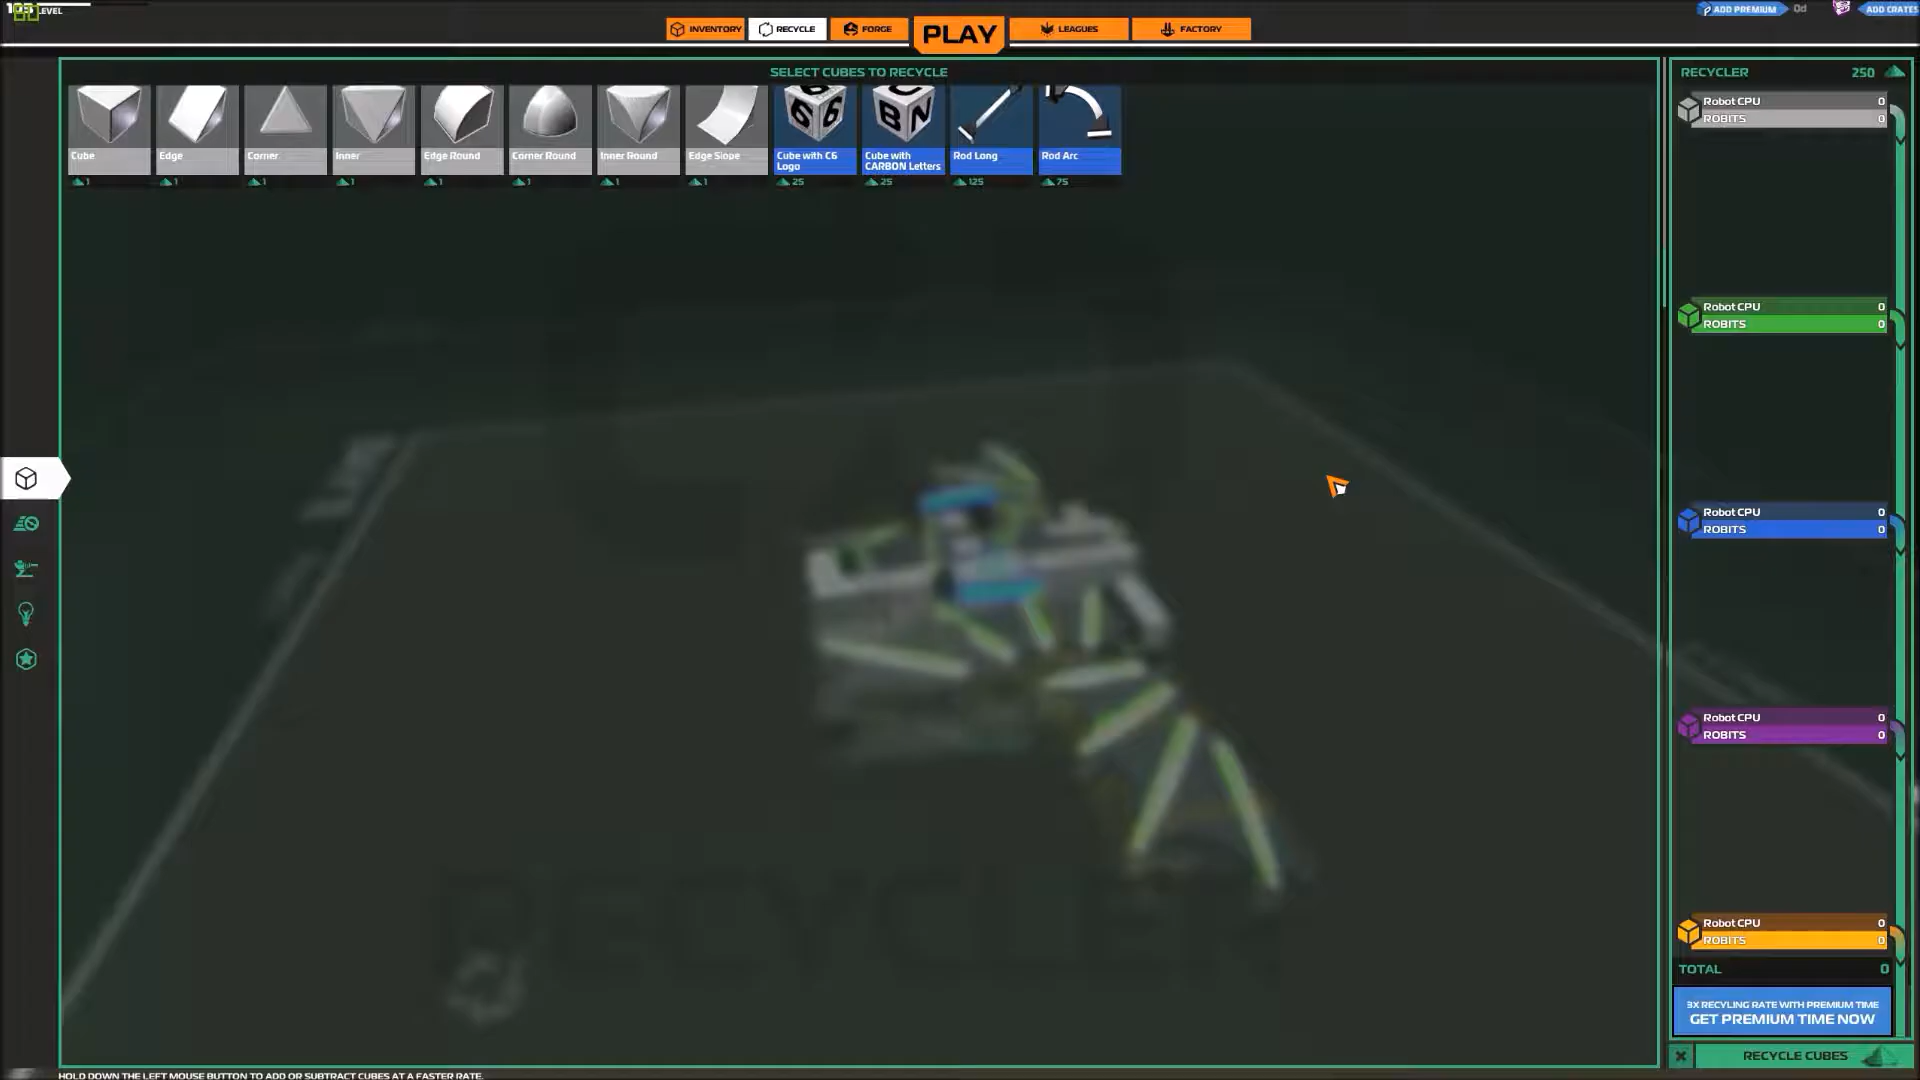 LEVEL
INVENTORY
RECYCLE
FORGE
PLAY
LEAGUES
FACTORY
ADD PREMIUM
0d
ADD CRATES
SELECT CUBES TO RECYCLE
Cube
Edge
Corner
Inner
Edge Round
Corner Round
Inner Round
Edge Slope
Cube with C6
Logo
Cube with
CARBON Letters
Rod Long
Rod Arc
1
1
1
1
1
1
1
1
25
25
125
75
RECYCLER 250
Robot CPU 0
ROBITS 0
Robot CPU 0
ROBITS 0
Robot CPU 0
ROBITS 0
Robot CPU 0
ROBITS 0
Robot CPU 0
ROBITS 0
TOTAL 0
3X RECYLING RATE WITH PREMIUM TIME
GET PREMIUM TIME NOW
RECYCLE CUBES
RECYCLER
HOLD DOWN THE LEFT MOUSE BUTTON TO ADD OR SUBTRACT CUBES AT A FASTER RATE.